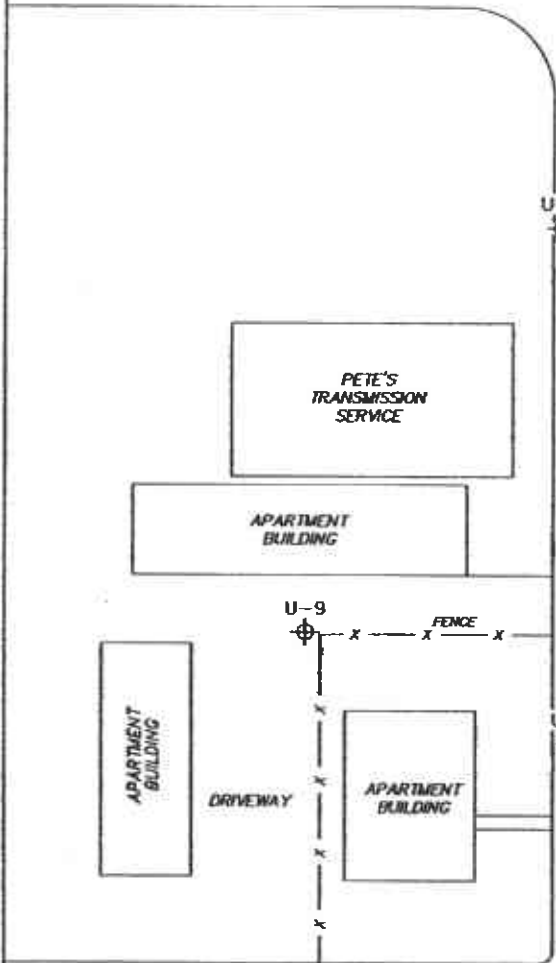 U
PETE'S
TRANSMISSION
SERVICE
APARTMENT
BUILDING
U-9
X X FENCE X
X
APARTMENT
BUILDING
X
DRIVEWAY
APARTMENT
BUILDING
X
X